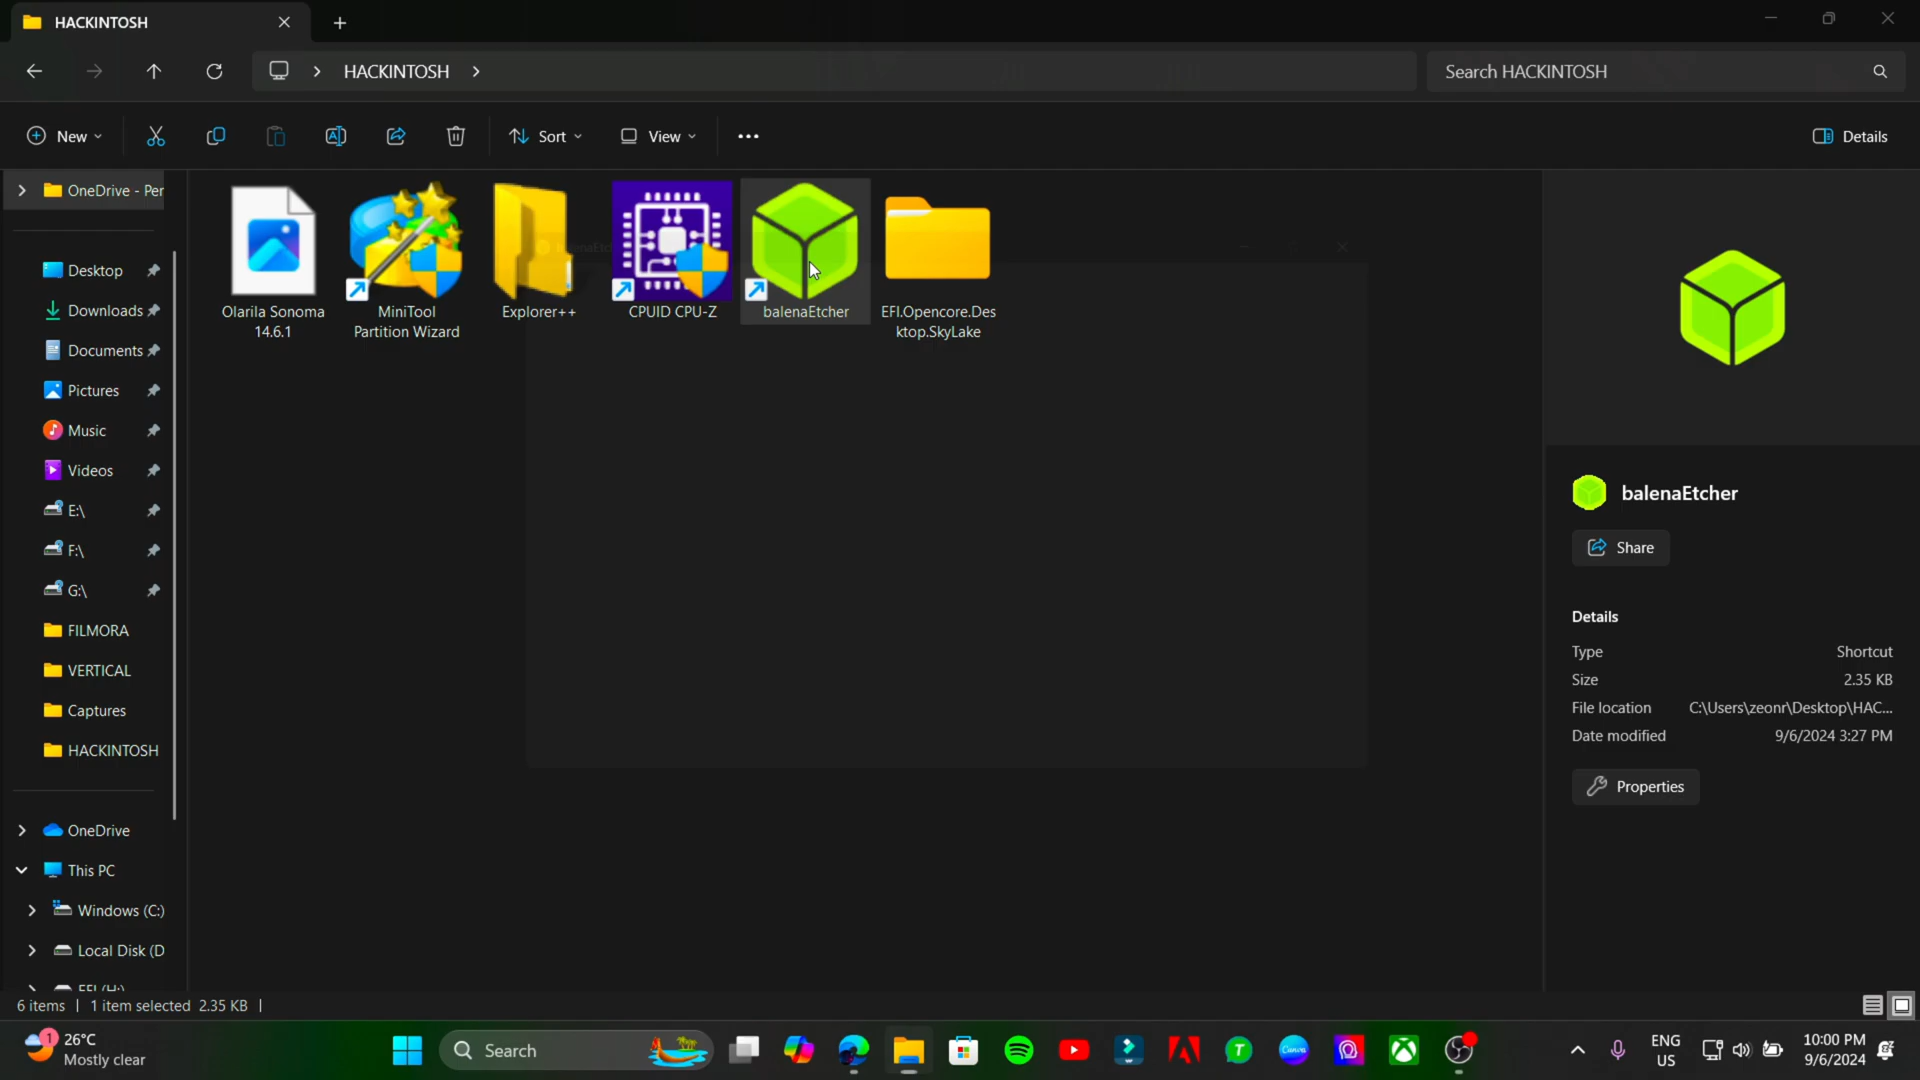 HACKINTOSH
HACKINTOSH
Search HACKINTOSH
New
Sort
View
Details
OneDrive - Per
Desktop
Downloads
Documents
Pictures
Music
Videos
E:\
F:\
G:\
FILMORA
VERTICAL
Captures
HACKINTOSH
OneDrive
This PC
Windows (C:)
Local Disk (D
EFI (H:)
Olarila Sonoma
14.6.1
MiniTool
Partition Wizard
Explorer++
CPUID CPU-Z
balenaEtcher
EFI.Opencore.Des
ktop.SkyLake
balenaEtcher
Share
Details
Type Shortcut
Size 2.35 KB
File location C:\Users\zeonr\Desktop\HAC...
Date modified 9/6/2024 3:27 PM
Properties
6 items | 1 item selected 2.35 KB |
1
26°C
Mostly clear
Search
Canva
ENG
US
10:00 PM
9/6/2024